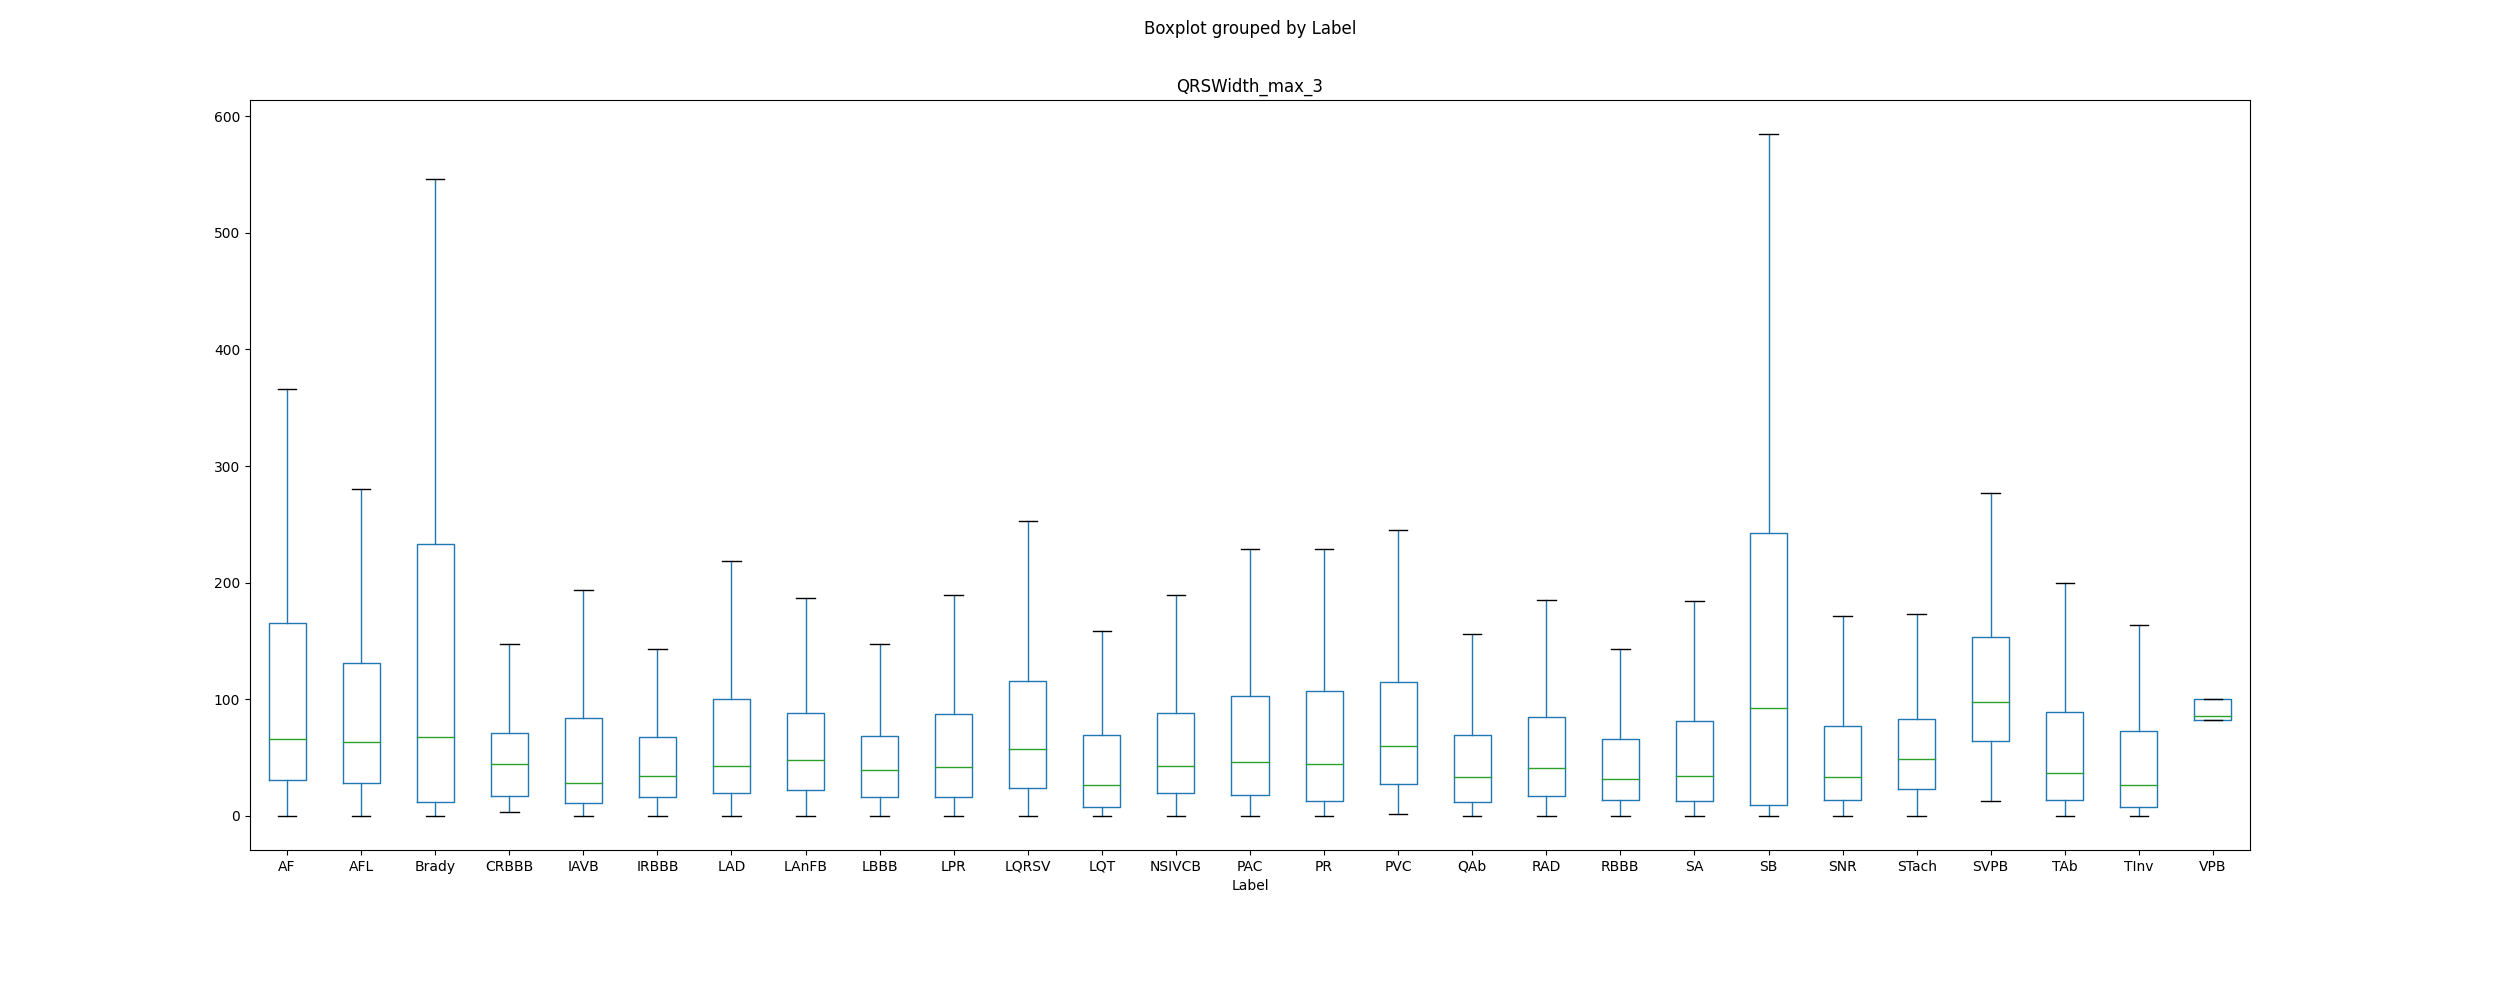 Boxplot grouped by Label
QRSWidth_max_3
600
500
400
300
200
100
0
AF AFL Brady CRBBB IAVB IRBBB LAD LAnFB LBBB LPR LQRSV LQT NSIVCB PAC PR PVC QAb RAD RBBB SA SB SNR STach SVPB TAb TInv VPB
Label